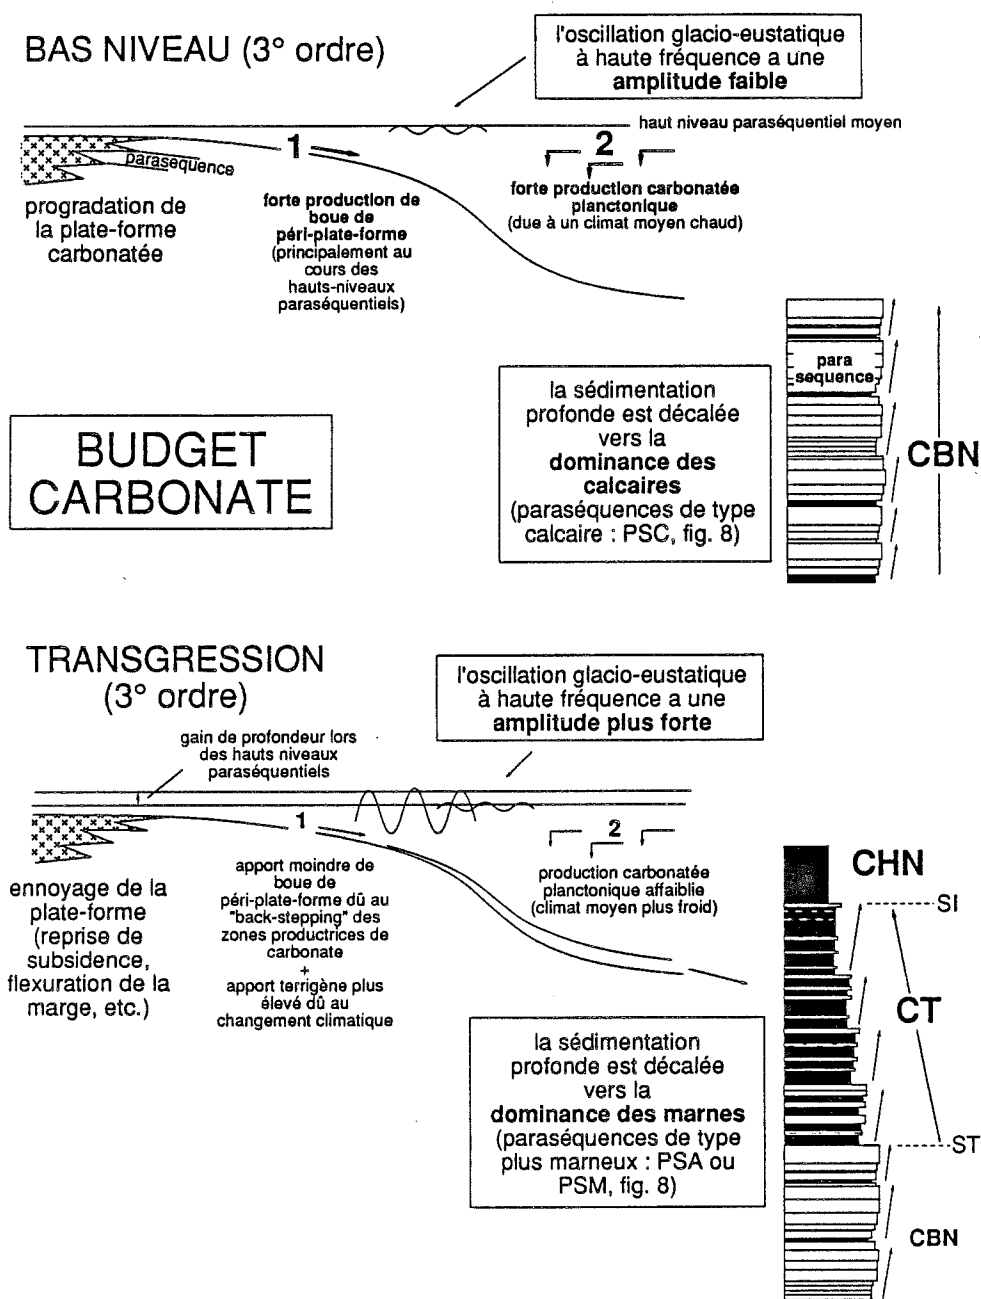 BAS NIVEAU (3° ordre)
l'oscillation glacio-eustatique
à haute fréquence a une
amplitude faible
haut niveau paraséquentiel moyen
1
2
parasequence
progradation de
la plate-forme
carbonatée
forte production de
boue de
péri-plate-forme
(principalement au
cours des
hauts-niveaux
paraséquentiels)
forte production carbonatée
planctonique
(due à un climat moyen chaud)
para
sequence
CBN
la sédimentation
profonde est décalée
vers la
dominance des
calcaires
(paraséquences de type
calcaire : PSC, fig. 8)
BUDGET
CARBONATE
TRANSGRESSION
(3° ordre)
l'oscillation glacio-eustatique
à haute fréquence a une
amplitude plus forte
gain de profondeur lors
des hauts niveaux
paraséquentiels
1
2
ennoyage de la
plate-forme
(reprise de
subsidence,
flexuration de la
marge, etc.)
apport moindre de
boue de
péri-plate-forme dû au
"back-stepping" des
zones productrices de
carbonate
+
apport terrigène plus
élevé dû au
changement climatique
production carbonatée
planctonique affaiblie
(climat moyen plus froid)
CHN
SI
CT
ST
CBN
la sédimentation
profonde est décalée
vers la
dominance des marnes
(paraséquences de type
plus marneux : PSA ou
PSM, fig. 8)